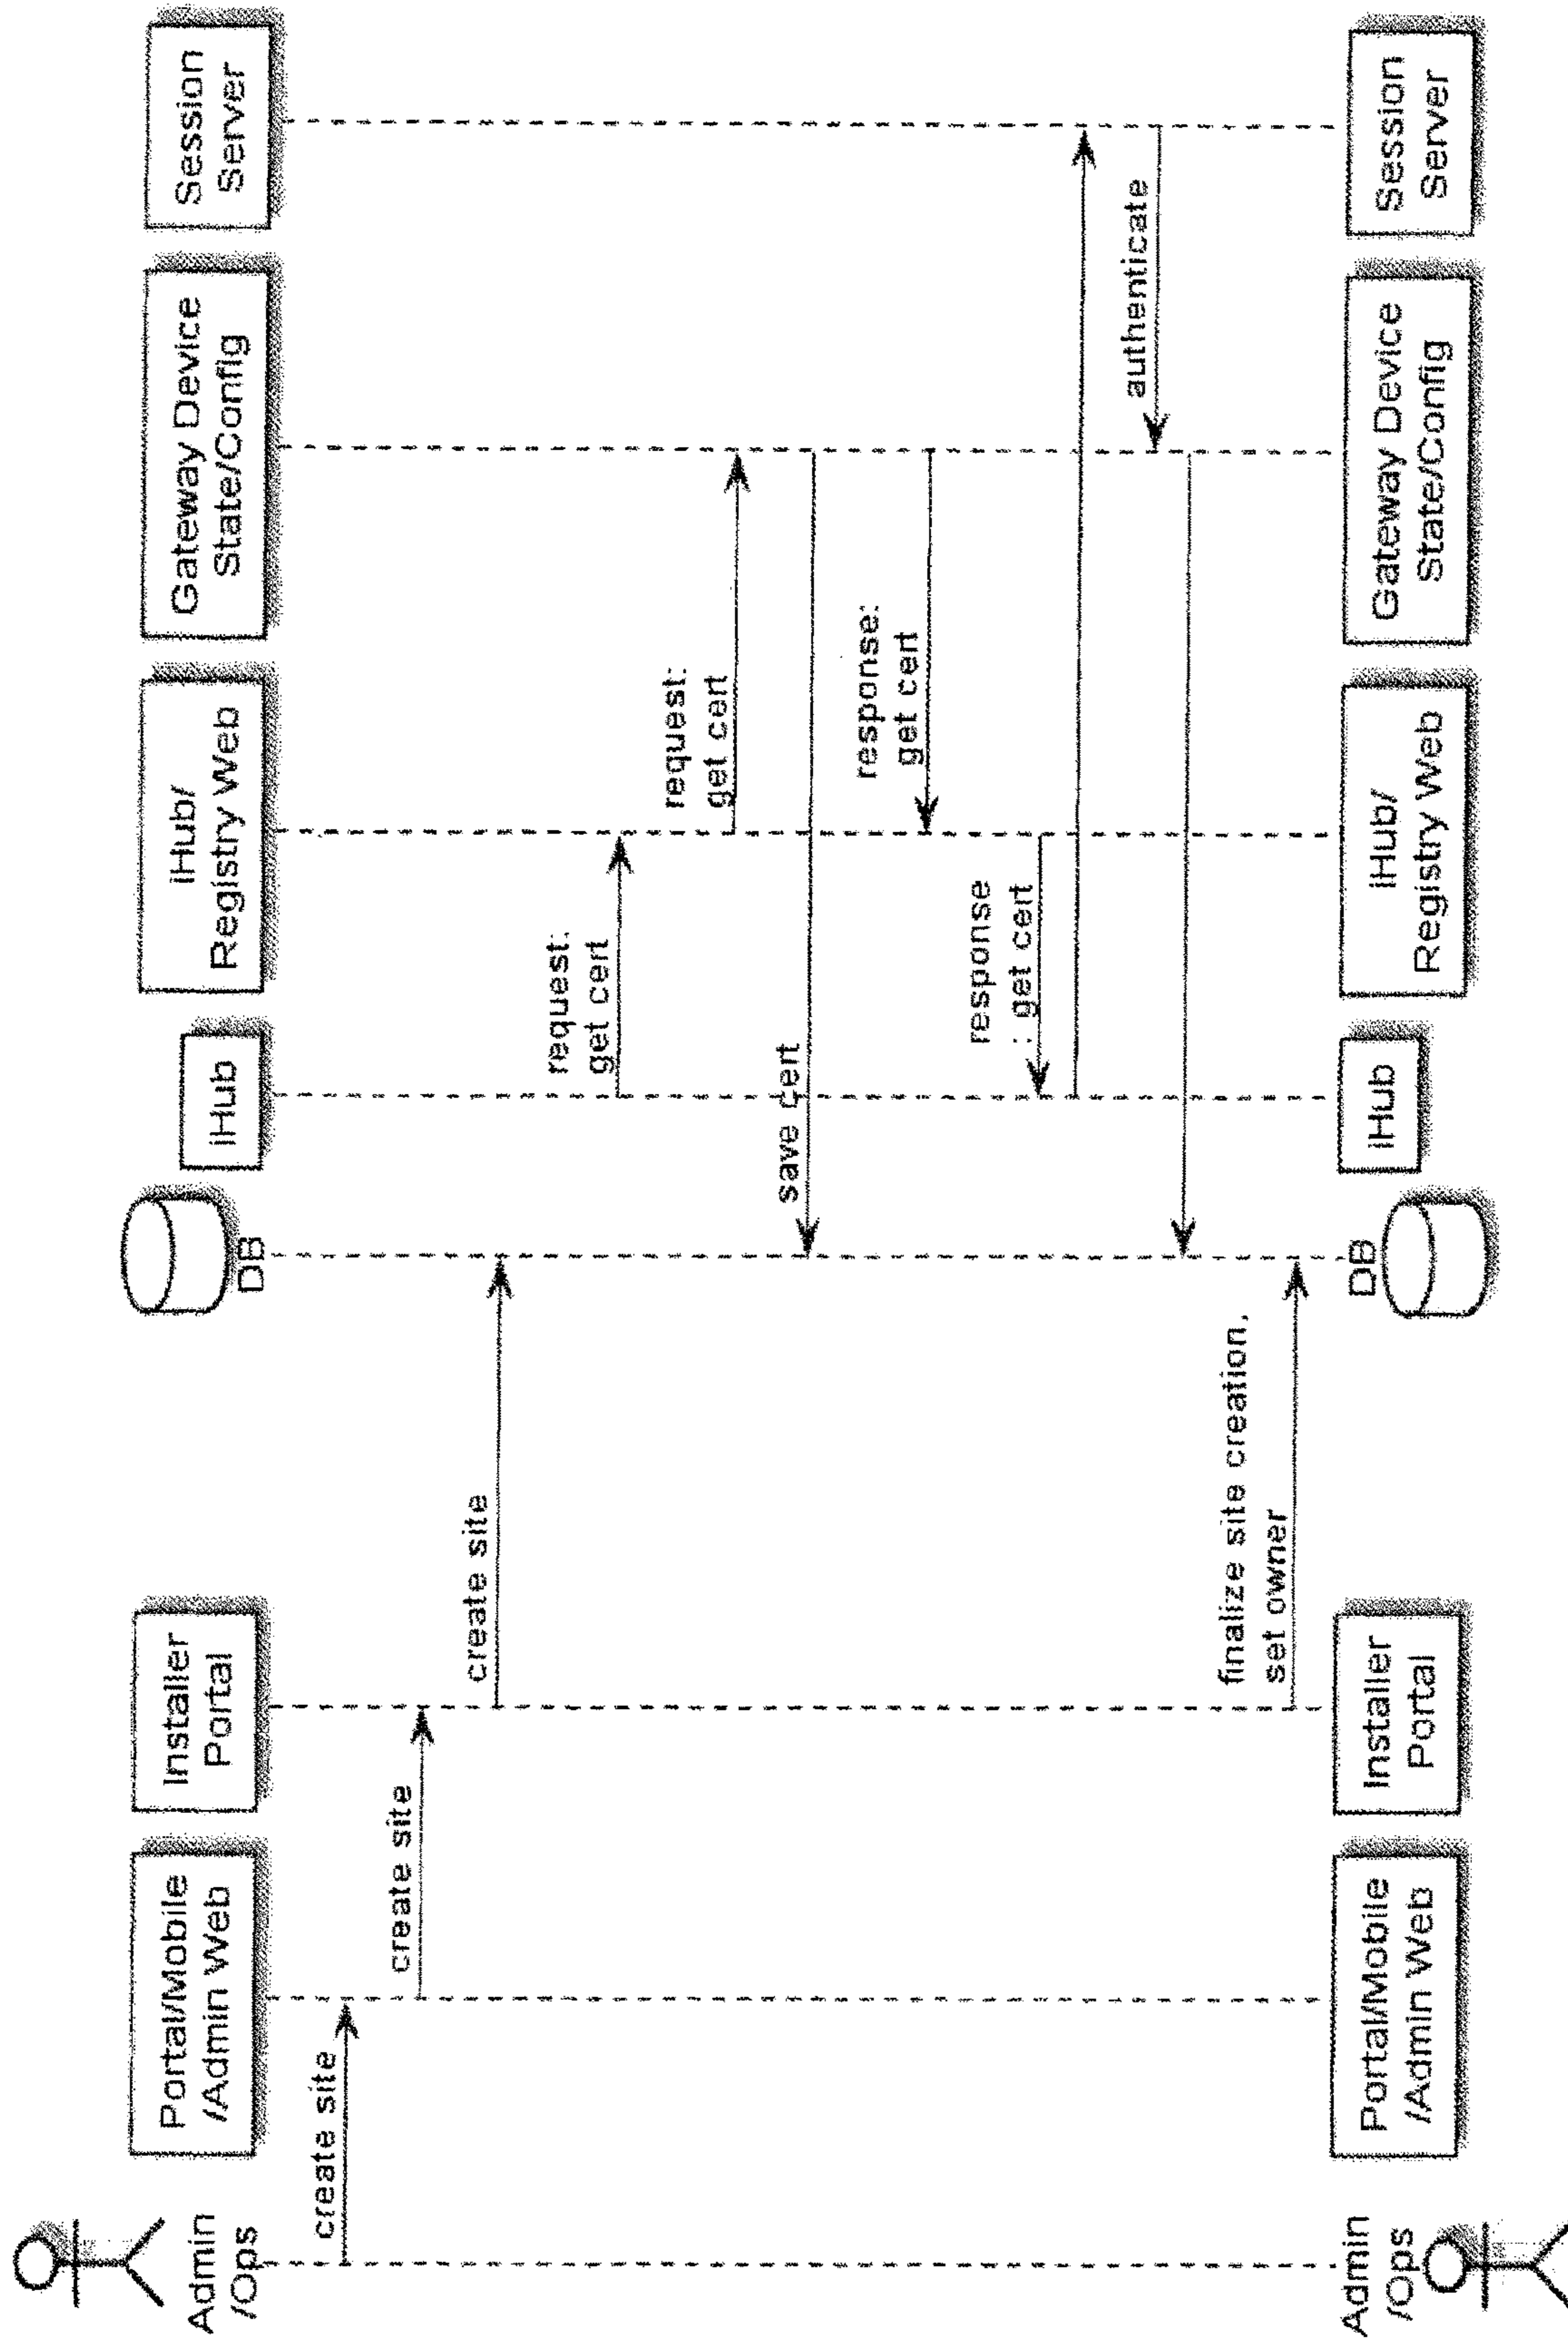 Admin
/Ops
Portal/Mobile
/Admin Web
Installer
Portal
DB
iHub
iHub/
Registry Web
Gateway Device
State/Config
Session
Server
create site
create site
create site
request:
get cert
request:
get cert
save cert
response:
get cert
response
: get cert
authenticate
finalize site creation,
set owner
Admin
/Ops
Portal/Mobile
/Admin Web
Installer
Portal
DB
iHub
iHub/
Registry Web
Gateway Device
State/Config
Session
Server